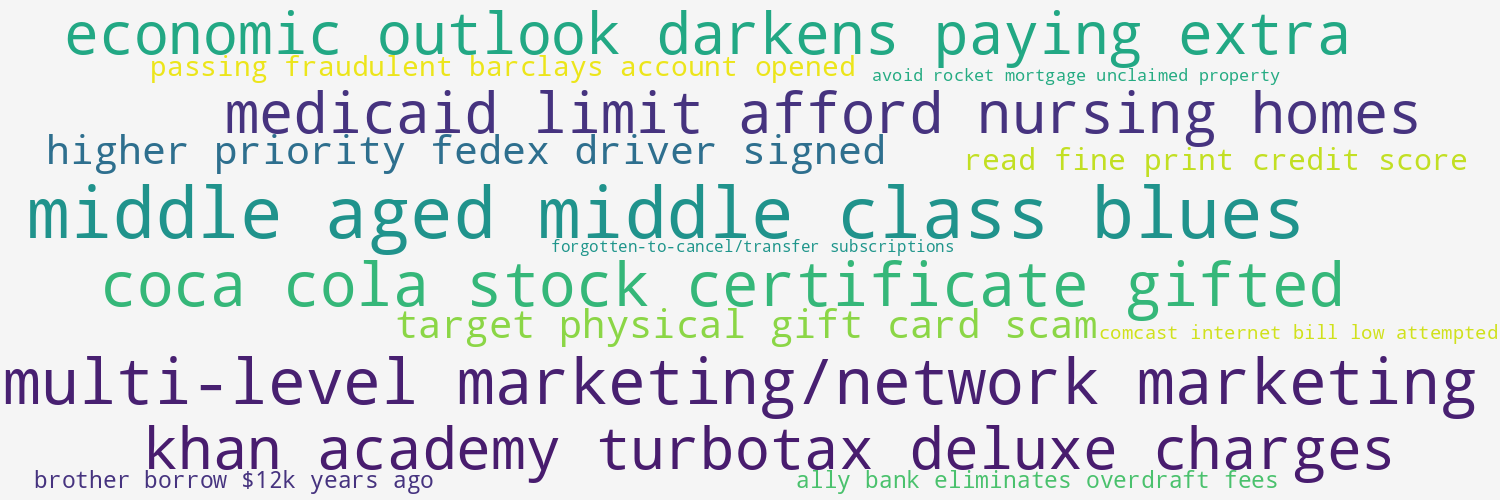 economic outlook darkens paying extra
passing fraudulent barclays account opened
avoid rocket mortgage unclaimed property
medicaid limit afford nursing homes
higher priority fedex driver signed
read fine print credit score
middle aged middle class blues
forgotten-to-cancel/transfer subscriptions
coca cola stock certificate gifted
target physical gift card scam
comcast internet bill low attempted
multi-level marketing/network marketing
khan academy turbotax deluxe charges
brother borrow $12k years ago
ally bank eliminates overdraft fees